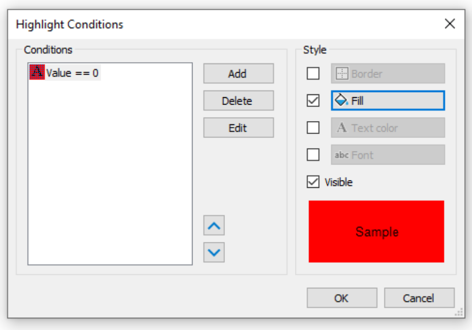 Highlight Conditions
Conditions
A Value == 0
Add
Delete
Edit
Style
Border
Fill
A Text color
abc Font
Visible
Sample
OK
Cancel